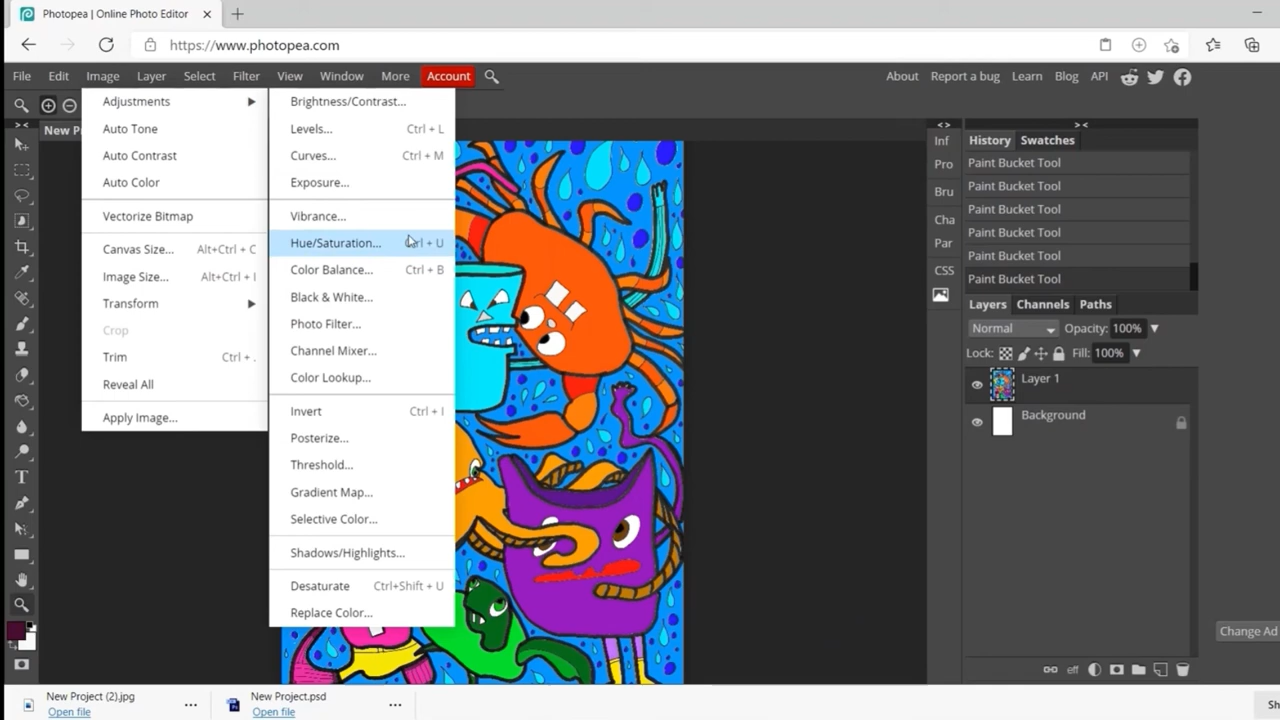 Photopea | Online Photo Editor
https://www.photopea.com
File Edit Image Layer Select Filter View Window More Account About Report a bug Learn Blog API
New Pr
Adjustments
Auto Tone
Auto Contrast
Auto Color
Vectorize Bitmap
Canvas Size... Alt+Ctrl + C
Image Size... Alt+Ctrl + I
Transform
Crop
Trim Ctrl + .
Reveal All
Apply Image...
Brightness/Contrast...
Levels... Ctrl + L
Curves... Ctrl + M
Exposure...
Vibrance...
Hue/Saturation... Ctrl + U
Color Balance... Ctrl + B
Black & White...
Photo Filter...
Channel Mixer...
Color Lookup...
Invert Ctrl + I
Posterize...
Threshold...
Gradient Map...
Selective Color...
Shadows/Highlights...
Desaturate Ctrl+Shift + U
Replace Color...
< > > <
Inf
Pro
Bru
Cha
Par
CSS
History Swatches
Paint Bucket Tool
Paint Bucket Tool
Paint Bucket Tool
Paint Bucket Tool
Paint Bucket Tool
Paint Bucket Tool
Layers Channels Paths
Normal Opacity: 100%
Lock: Fill: 100%
Layer 1
Background
eff
Change Ad
New Project (2).jpg
Open file
New Project.psd
Open file
Sh